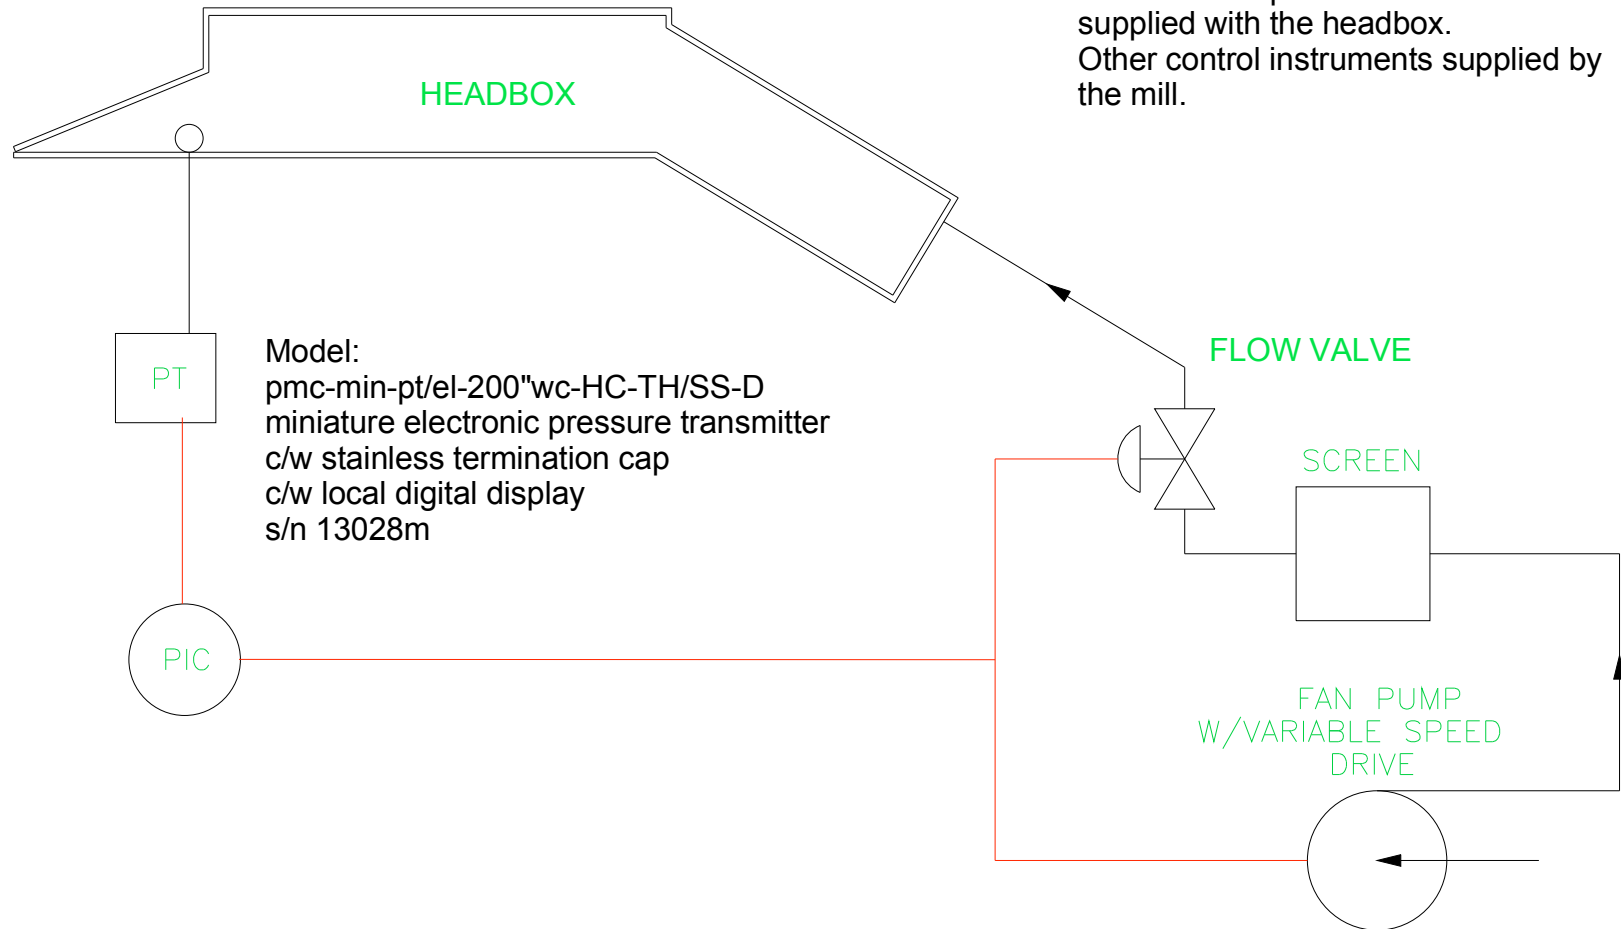 supplied with the headbox.
Other control instruments supplied by
the mill.
HEADBOX
PT
Model:
pmc-min-pt/el-200"wc-HC-TH/SS-D
miniature electronic pressure transmitter
c/w stainless termination cap
c/w local digital display
s/n 13028m
FLOW VALVE
SCREEN
PIC
FAN PUMP
W/VARIABLE SPEED
DRIVE